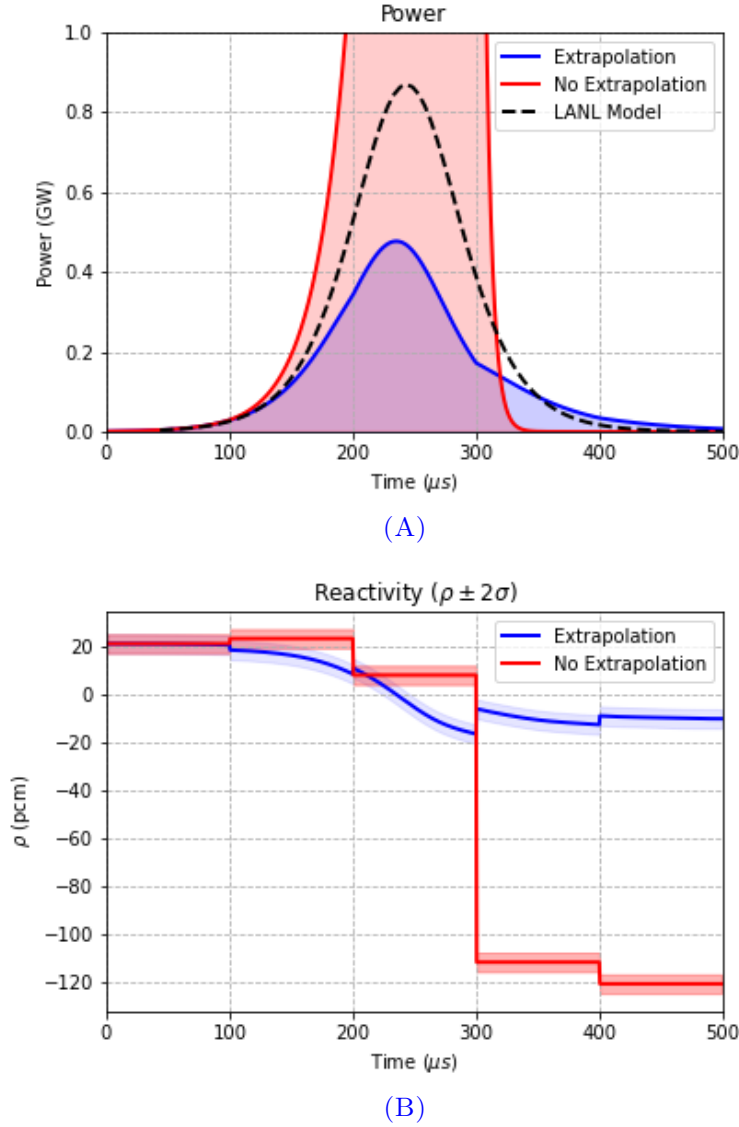 Power
1.0
0.8
0.6
0.4
0.2
0.0
Power (GW)
Extrapolation
No Extrapolation
LANL Model
0 100 200 300 400 500
Time (μs)
(A)
Reactivity (ρ ± 2σ)
20
0
−20
−40
−60
−80
−100
−120
ρ (pcm)
Extrapolation
No Extrapolation
0 100 200 300 400 500
Time (μs)
(B)